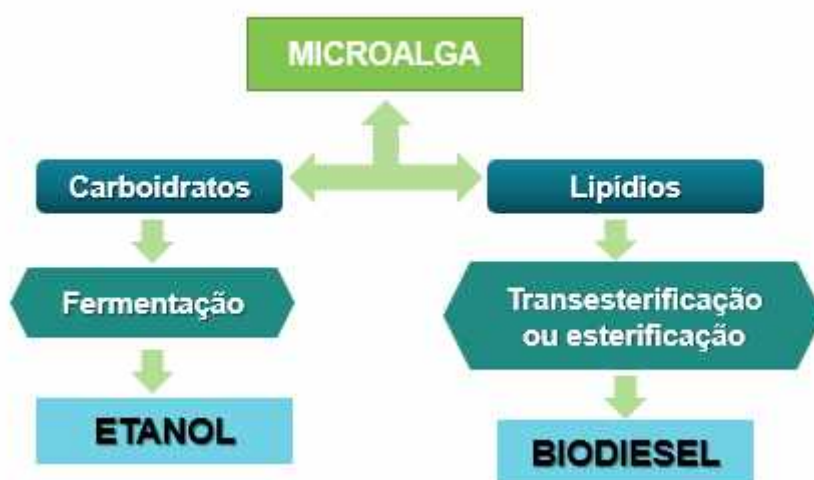 MICROALGA
Carboidratos
Lipídios
Fermentação
Transesterificação
ou esterificação
ETANOL
BIODIESEL